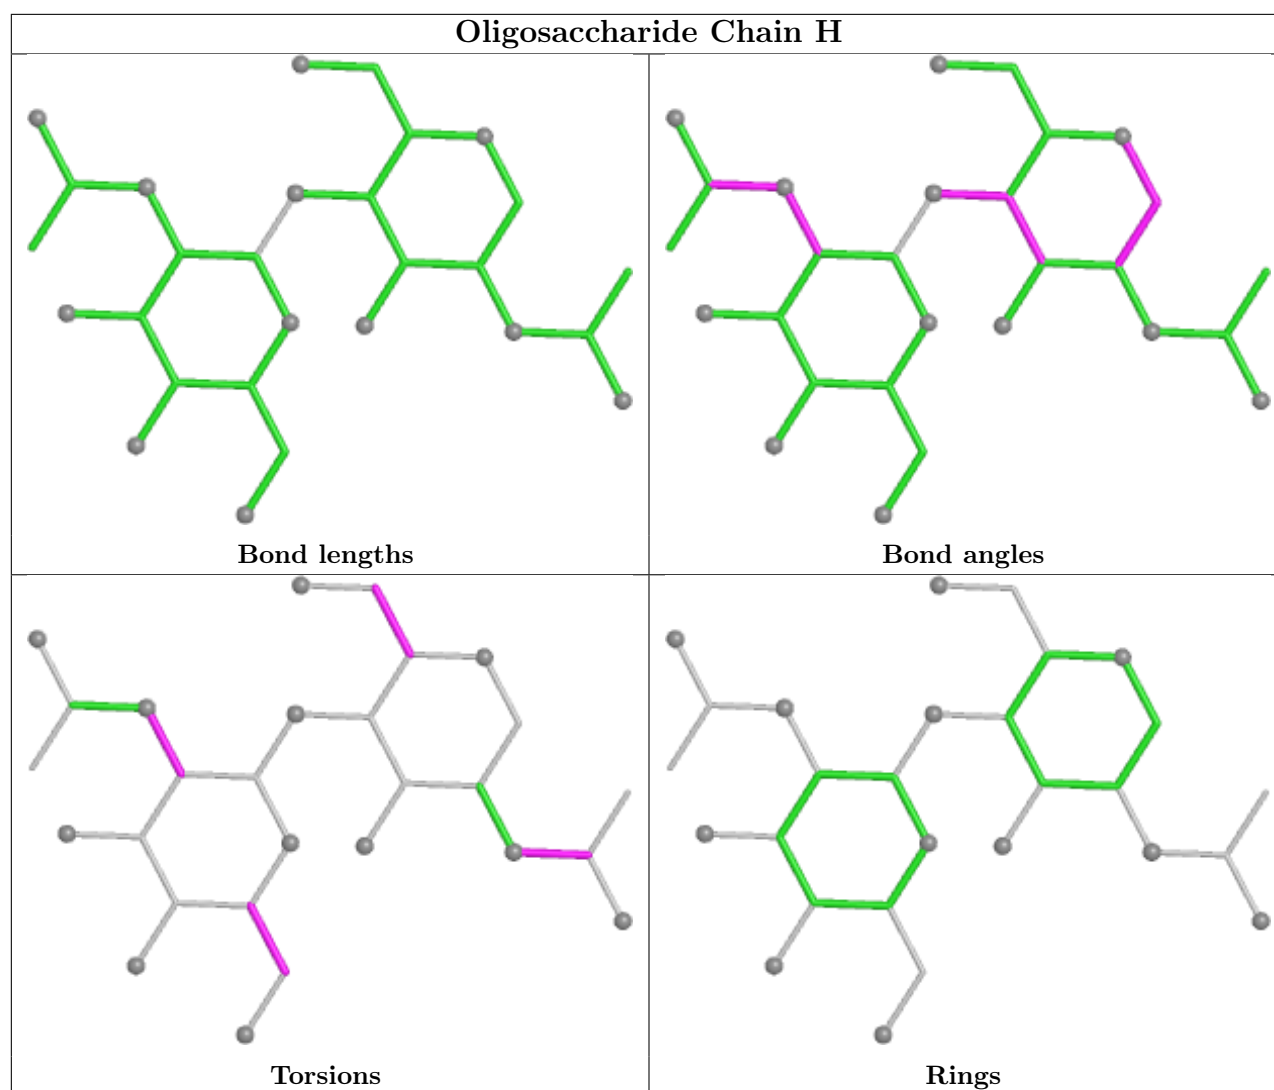 Oligosaccharide Chain H
Bond lengths
Bond angles
Torsions
Rings